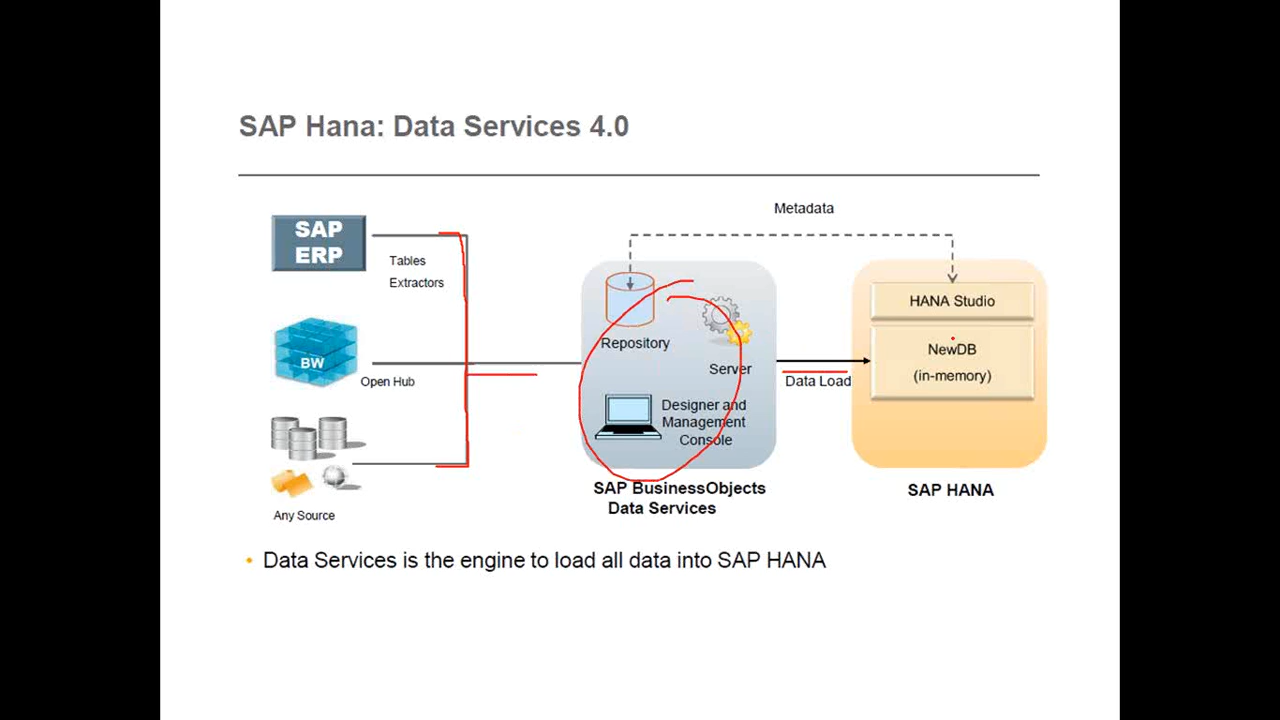 SAP Hana: Data Services 4.0
Metadata
SAP
ERP
Tables
Extractors
BW
Open Hub
Any Source
Repository
Server
Designer and
Management
Console
SAP BusinessObjects
Data Services
Data Load
HANA Studio
NewDB
(in-memory)
SAP HANA
• Data Services is the engine to load all data into SAP HANA